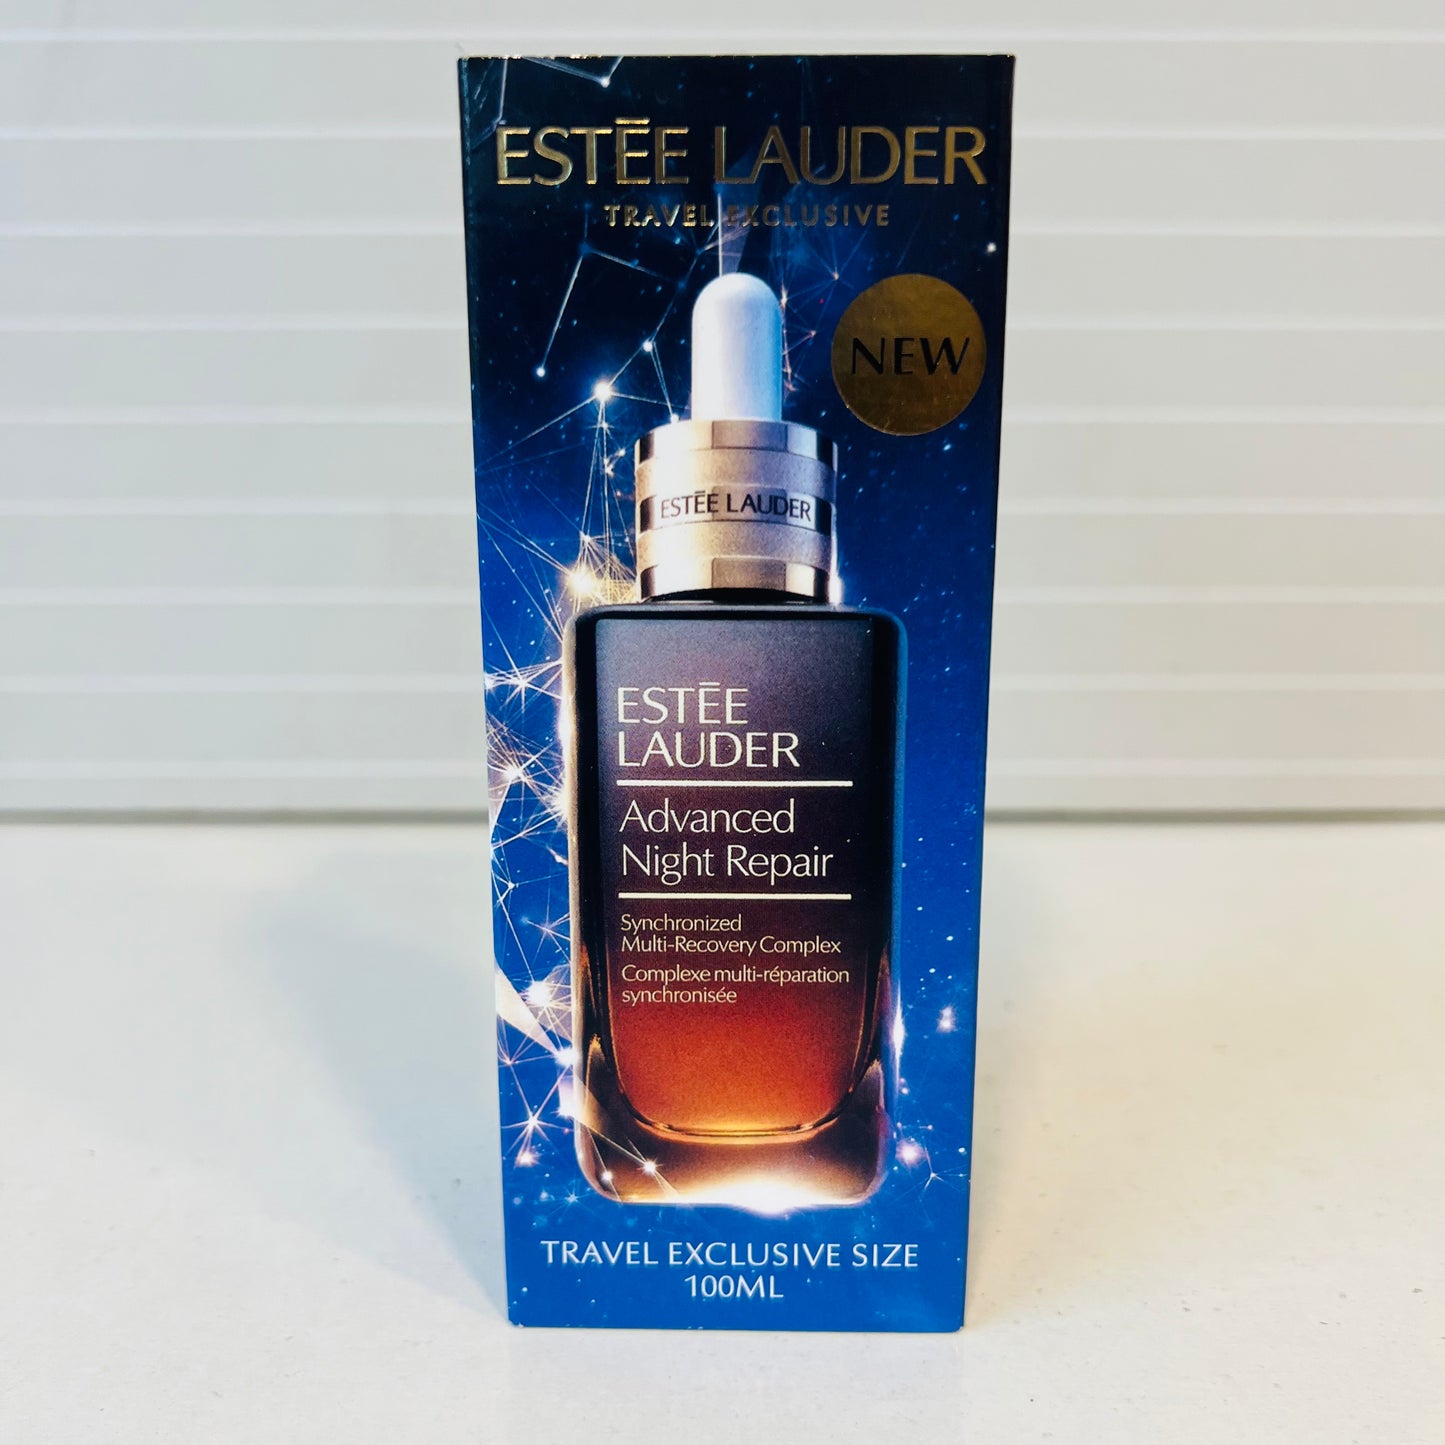 ESTĒE LAUDER
TRAVEL EXCLUSIVE
NEW
ESTĒE LAUDER
ESTĒE
LAUDER
Advanced
Night Repair
Synchronized
Multi-Recovery Complex
Complexe multi-réparation
synchronisée
TRAVEL EXCLUSIVE SIZE
100ML